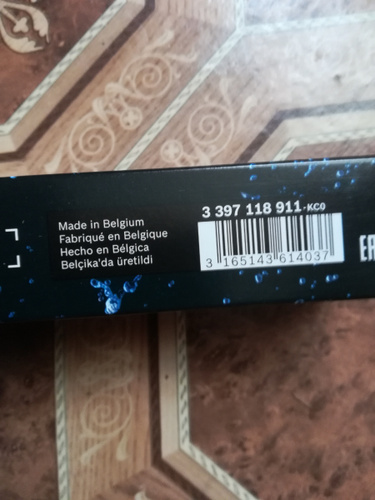 3 397 118 911-KC0
Made in Belgium
Fabriqué en Belgique
Hecho en Bélgica
Belçika'da üretildi
3 165143 614037